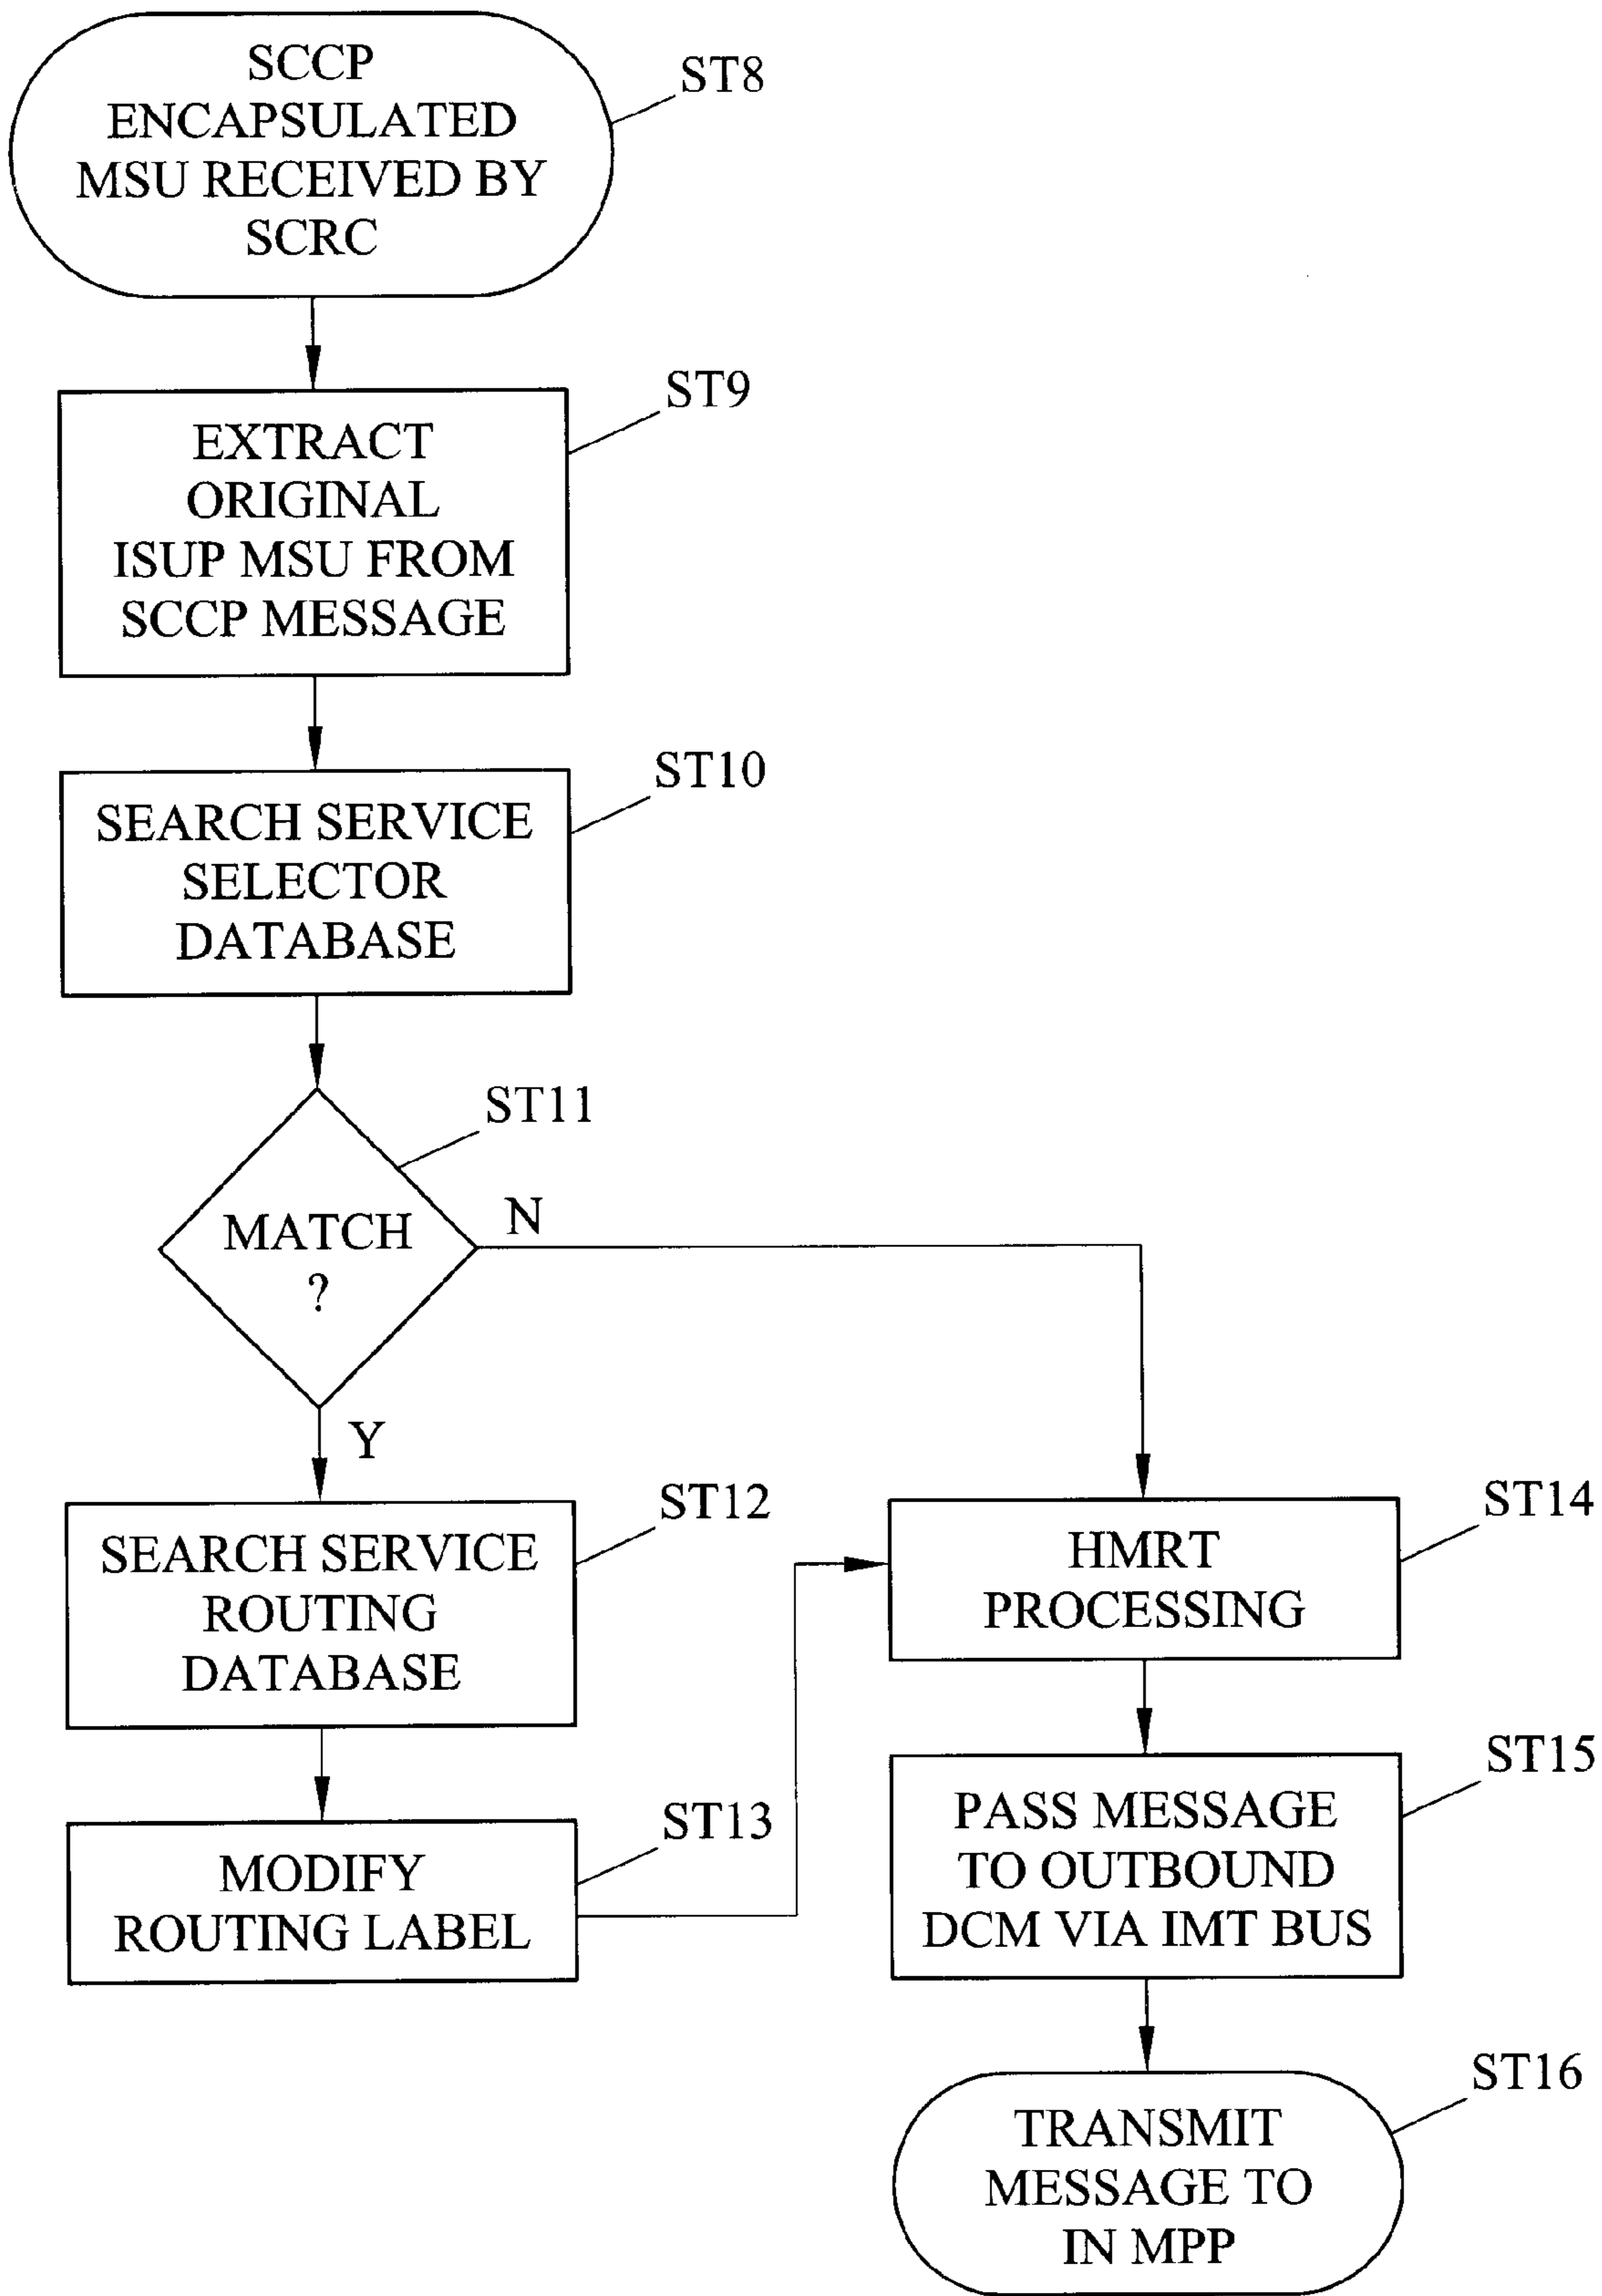 SCCP
ENCAPSULATED
MSU RECEIVED BY
SCRC
ST8
EXTRACT
ORIGINAL
ISUP MSU FROM
SCCP MESSAGE
ST9
SEARCH SERVICE
SELECTOR
DATABASE
ST10
MATCH
?
ST11
N
Y
SEARCH SERVICE
ROUTING
DATABASE
ST12
MODIFY
ROUTING LABEL
ST13
HMRT
PROCESSING
ST14
PASS MESSAGE
TO OUTBOUND
DCM VIA IMT BUS
ST15
TRANSMIT
MESSAGE TO
IN MPP
ST16